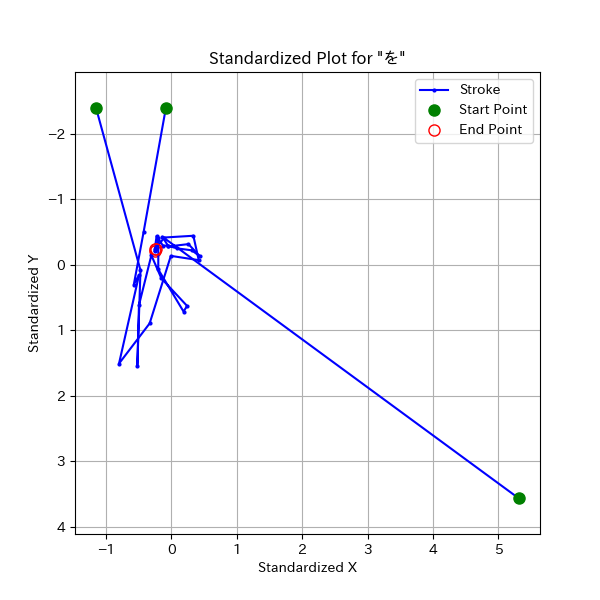 Standardized Plot for "を"
Stroke
Start Point
End Point
Standardized Y
−2
−1
0
1
2
3
4
−1 0 1 2 3 4 5
Standardized X